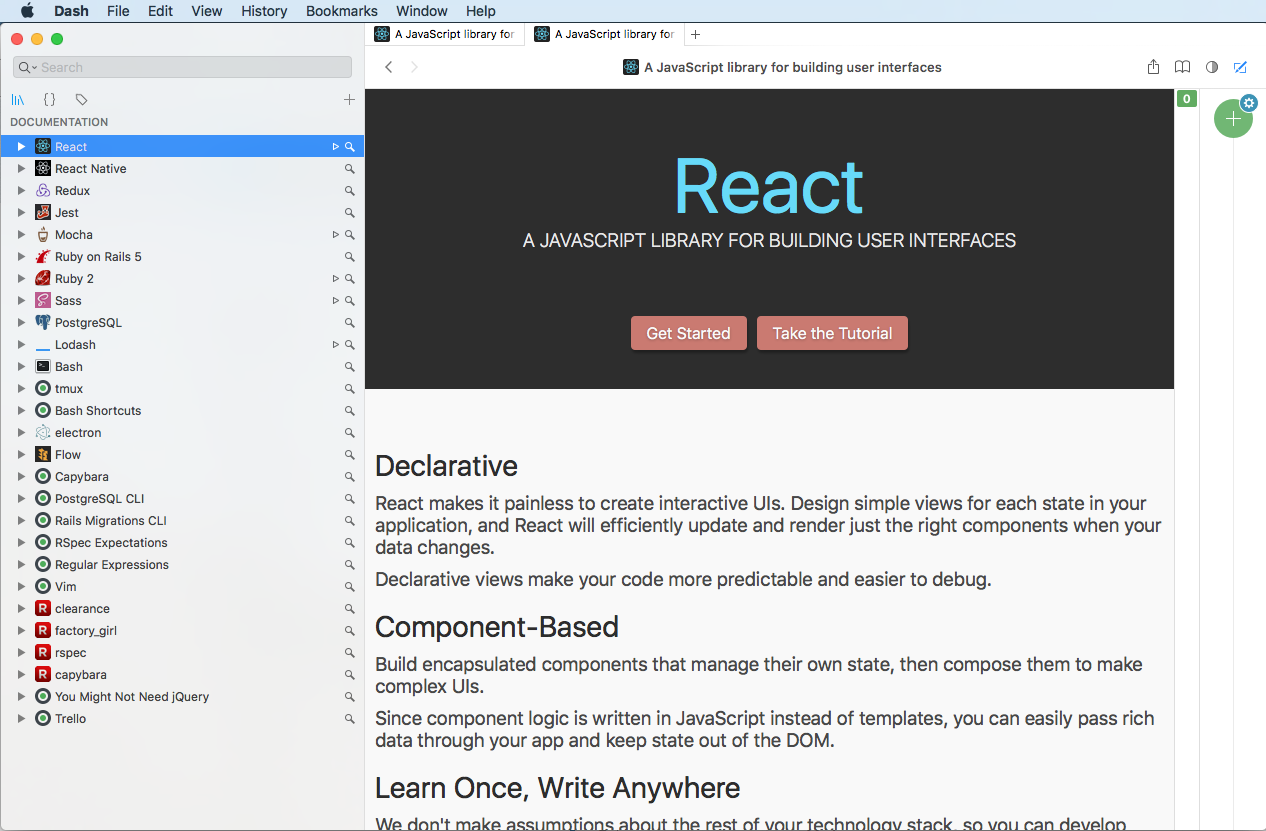 Dash File Edit View History Bookmarks Window Help
A JavaScript library for
A JavaScript library for
Search
A JavaScript library for building user interfaces
DOCUMENTATION
React
React Native
Redux
Jest
Mocha
Ruby on Rails 5
Ruby 2
Sass
PostgreSQL
Lodash
Bash
tmux
Bash Shortcuts
electron
Flow
Capybara
PostgreSQL CLI
Rails Migrations CLI
RSpec Expectations
Regular Expressions
Vim
R clearance
R factory_girl
R rspec
R capybara
You Might Not Need jQuery
Trello
0
React
A JAVASCRIPT LIBRARY FOR BUILDING USER INTERFACES
Get Started Take the Tutorial
Declarative
React makes it painless to create interactive UIs. Design simple views for each state in your
application, and React will efficiently update and render just the right components when your
data changes.
Declarative views make your code more predictable and easier to debug.
Component-Based
Build encapsulated components that manage their own state, then compose them to make
complex UIs.
Since component logic is written in JavaScript instead of templates, you can easily pass rich
data through your app and keep state out of the DOM.
Learn Once, Write Anywhere
We don't make assumptions about the rest of your technology stack, so you can develop